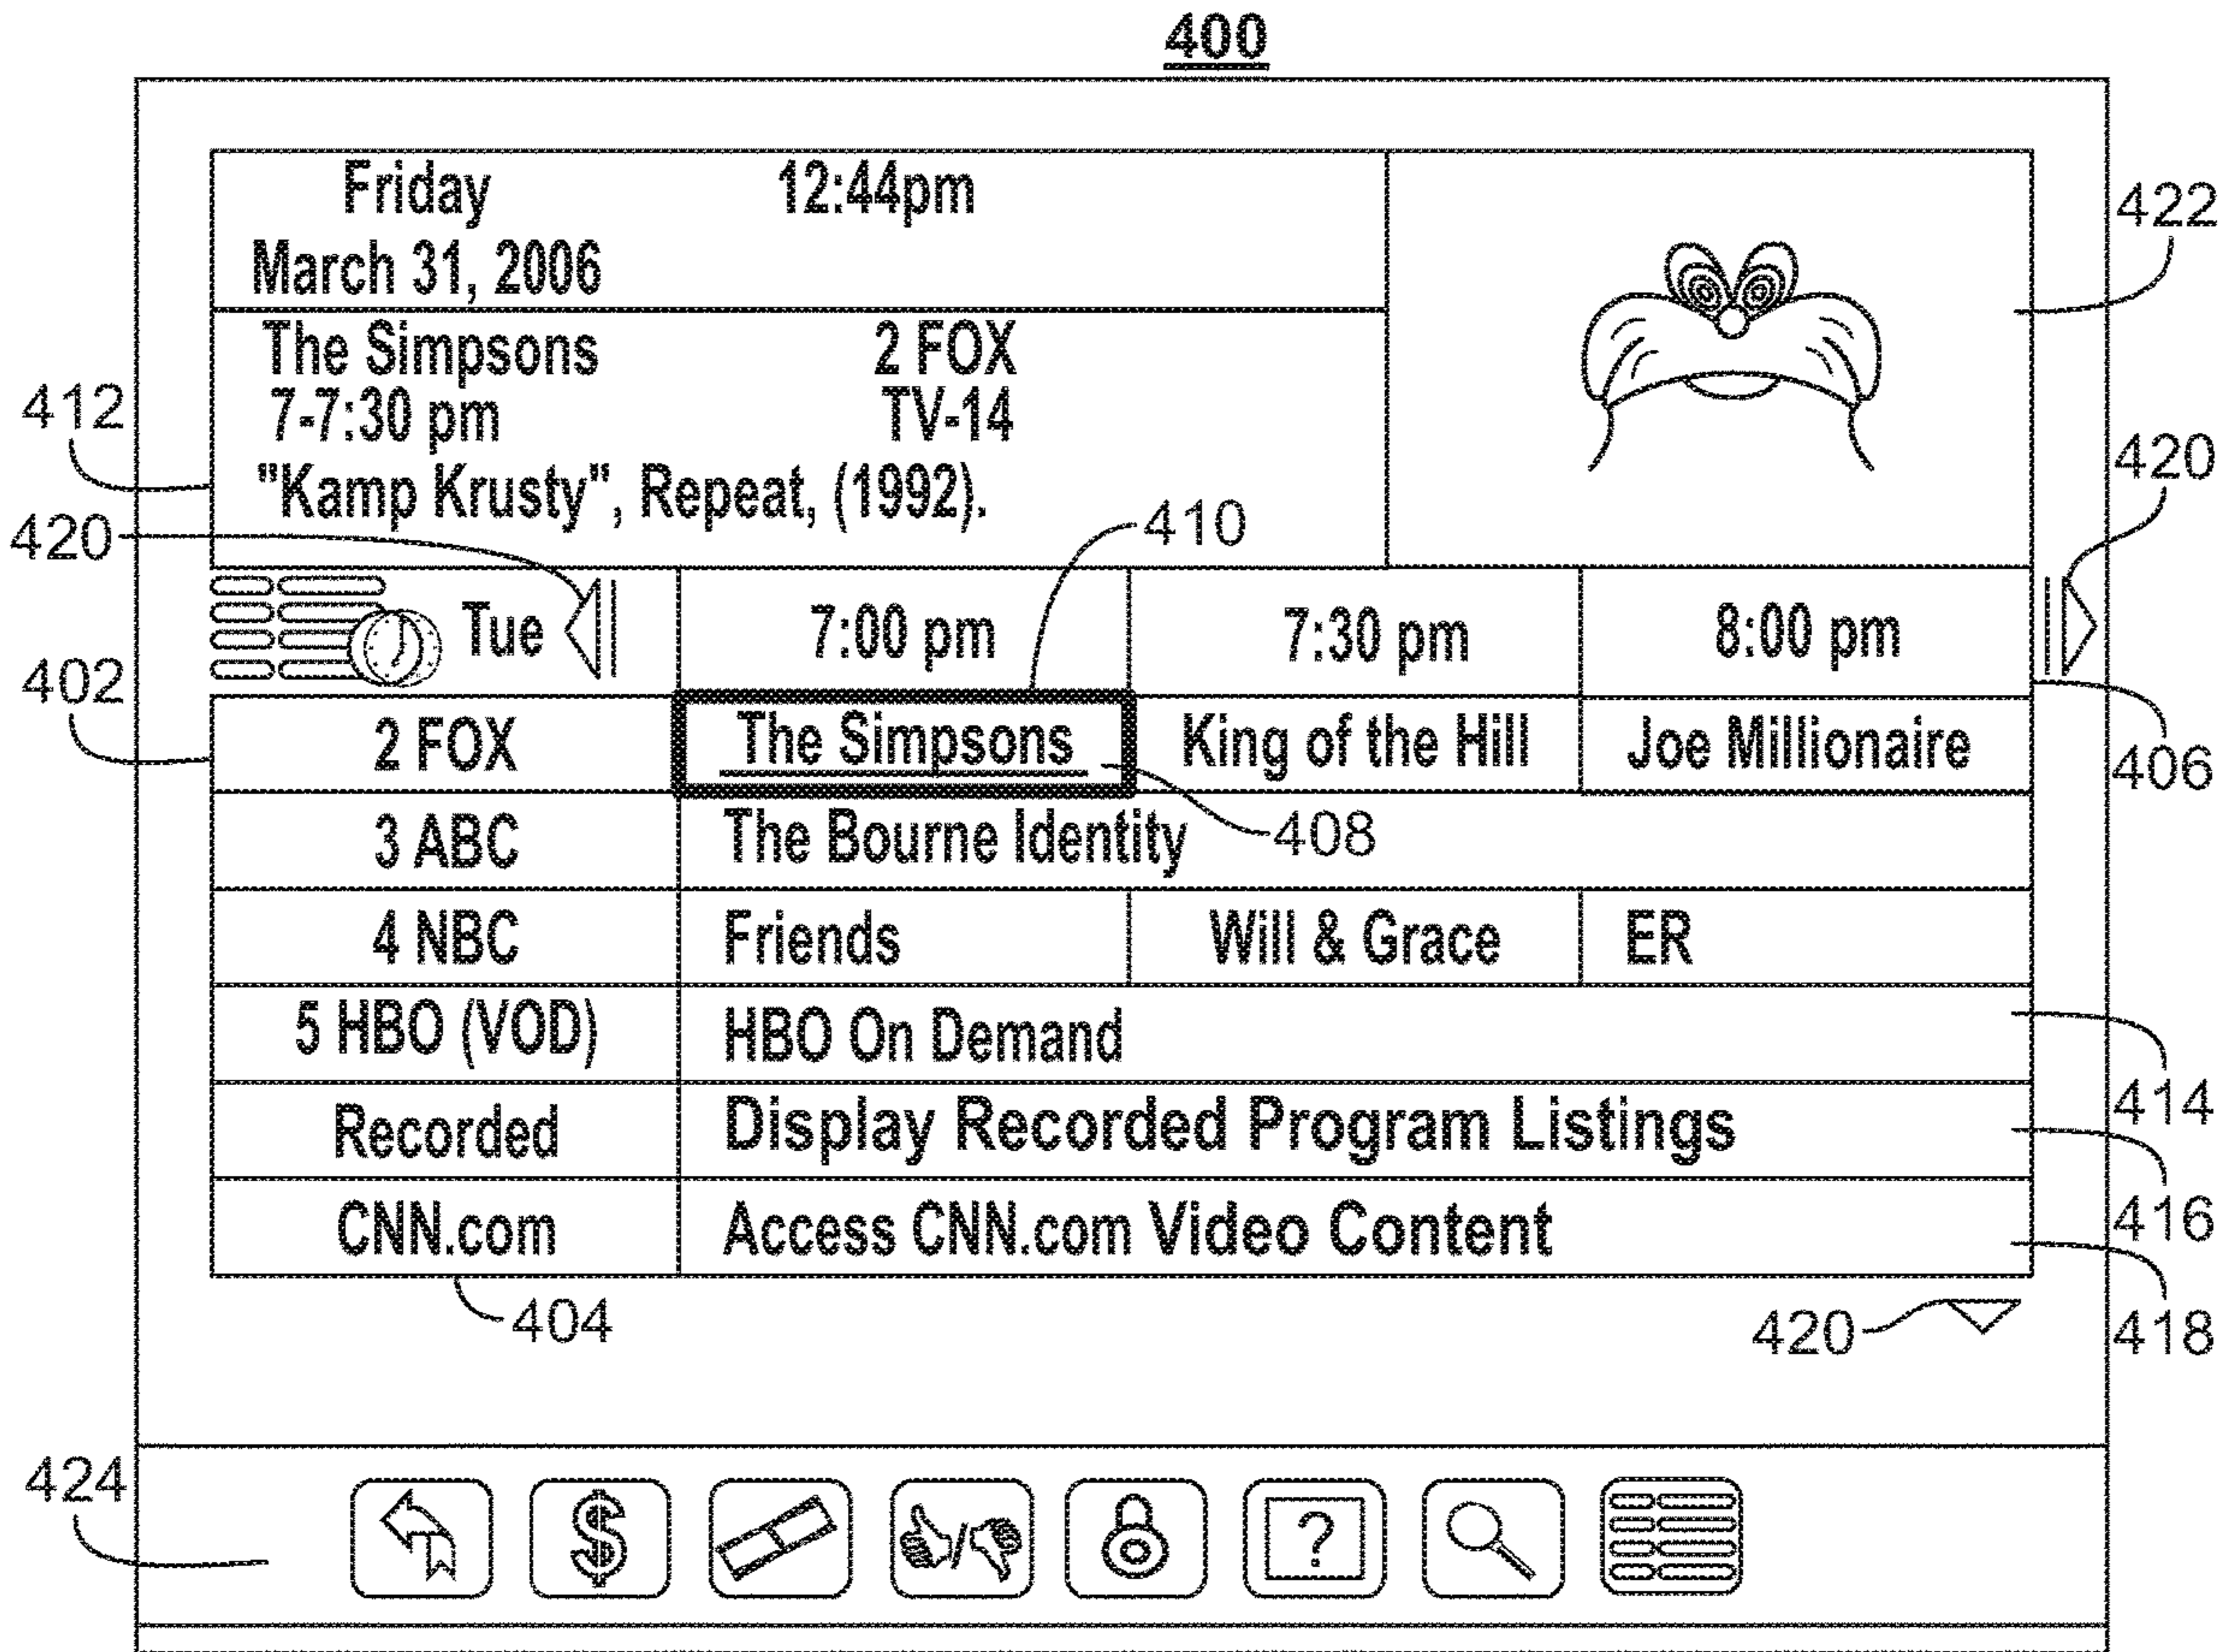 400
Friday 12:44pm
March 31, 2006
422
The Simpsons 2 FOX
412 7-7:30 pm TV-14
420
"Kamp Krusty", Repeat, (1992).
420 410
Tue 7:00 pm 7:30 pm 8:00 pm
402
2 FOX The Simpsons King of the Hill Joe Millionaire
406
3 ABC The Bourne Identity 408
4 NBC Friends Will & Grace ER
5 HBO (VOD) HBO On Demand
414
Recorded Display Recorded Program Listings
416
CNN.com Access CNN.com Video Content
404 420 418
424
$ ?